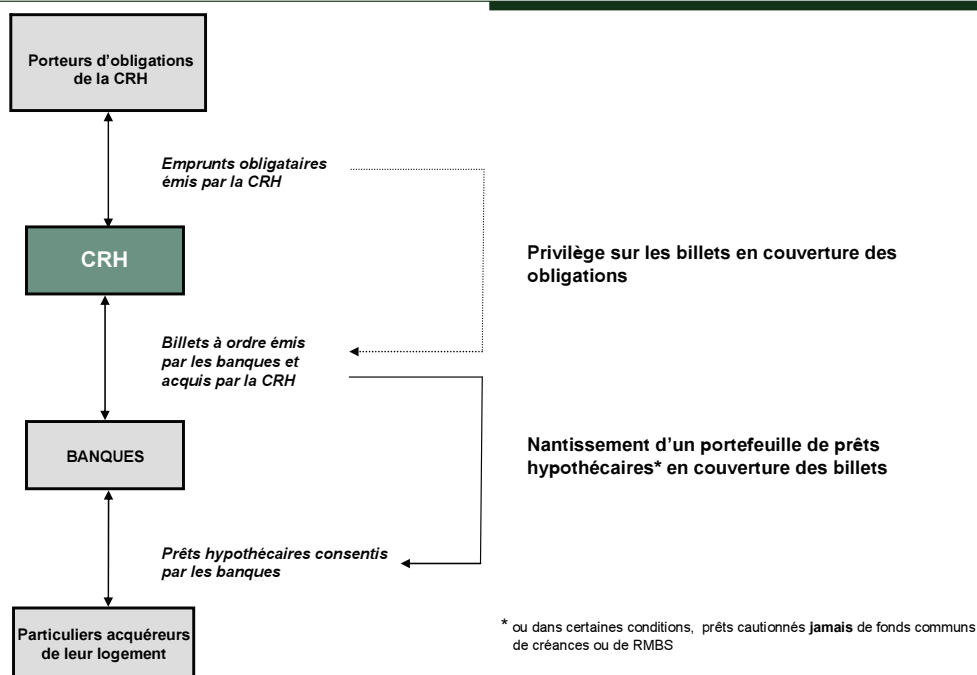 Porteurs d’obligations
de la CRH
Emprunts obligataires
émis par la CRH
CRH
Privilège sur les billets en couverture des
obligations
Billets à ordre émis
par les banques et
acquis par la CRH
BANQUES
Nantissement d’un portefeuille de prêts
hypothécaires* en couverture des billets
Prêts hypothécaires consentis
par les banques
Particuliers acquéreurs
de leur logement
* ou dans certaines conditions, prêts cautionnés jamais de fonds communs
de créances ou de RMBS